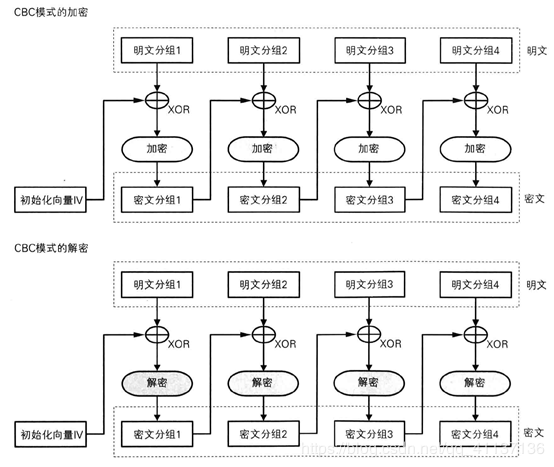 CBC模式的加密
明文分组1 明文分组2 明文分组3 明文分组4 明文
XOR XOR XOR XOR
加密 加密 加密 加密
初始化向量IV 密文分组1 密文分组2 密文分组3 密文分组4 密文
CBC模式的解密
明文分组1 明文分组2 明文分组3 明文分组4 明文
XOR XOR XOR XOR
解密 解密 解密 解密
初始化向量IV 密文分组1 密文分组2 密文分组3 密文分组4 密文